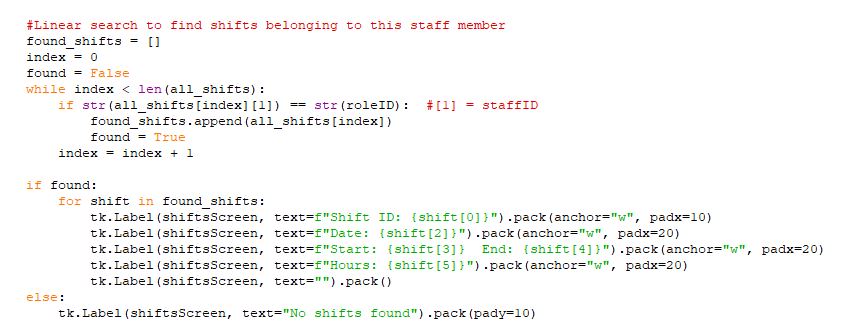 #Linear search to find shifts belonging to this staff member
found_shifts = []
index = 0
found = False
while index < len(all_shifts):
    if str(all_shifts[index][1]) == str(roleID):  #[1] = staffID
        found_shifts.append(all_shifts[index])
        found = True
    index = index + 1

if found:
    for shift in found_shifts:
        tk.Label(shiftsScreen, text=f"Shift ID: {shift[0]}").pack(anchor="w", padx=10)
        tk.Label(shiftsScreen, text=f"Date: {shift[2]}").pack(anchor="w", padx=20)
        tk.Label(shiftsScreen, text=f"Start: {shift[3]}  End: {shift[4]}").pack(anchor="w", padx=20)
        tk.Label(shiftsScreen, text=f"Hours: {shift[5]}").pack(anchor="w", padx=20)
        tk.Label(shiftsScreen, text="").pack()
else:
    tk.Label(shiftsScreen, text="No shifts found").pack(pady=10)